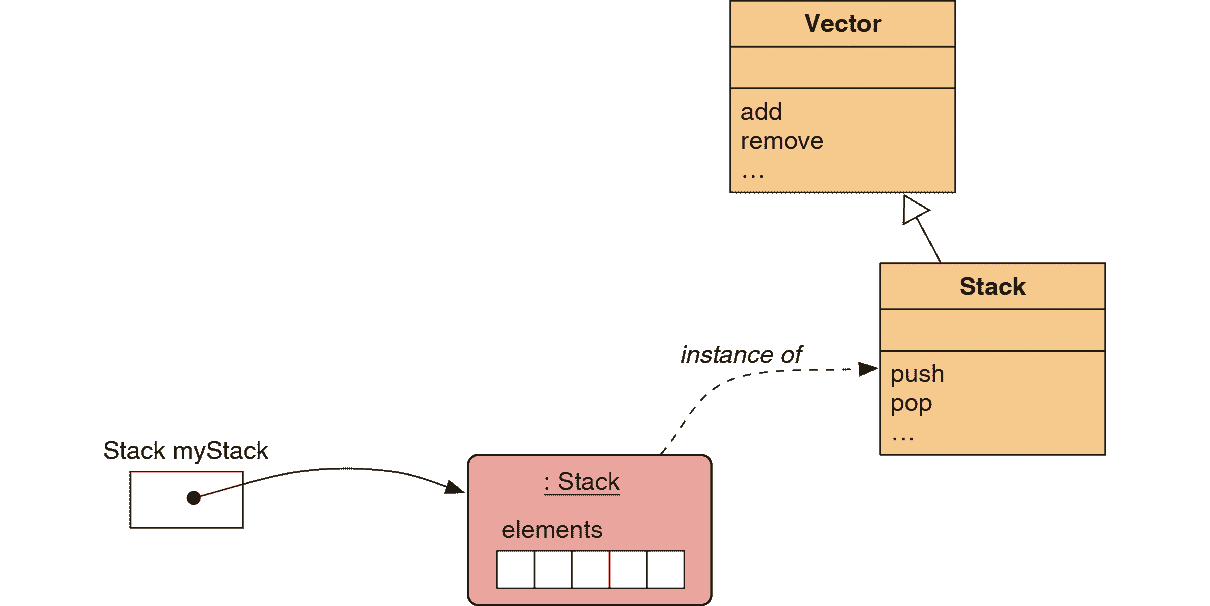 Vector
add
remove
…
Stack
instance of
push
pop
…
Stack myStack
: Stack
elements